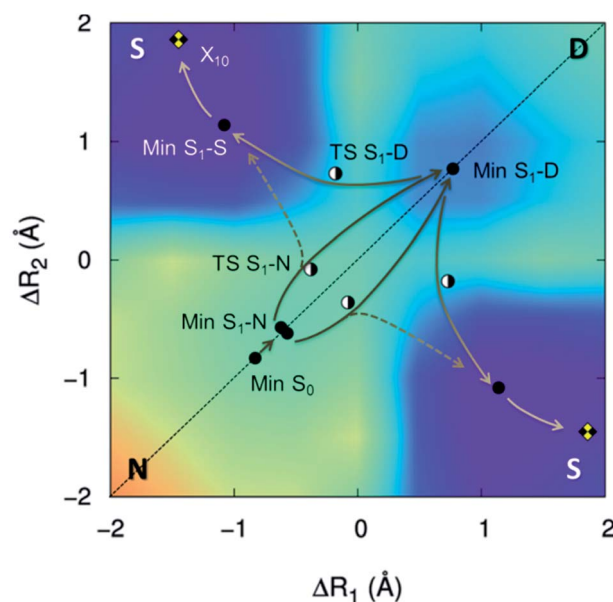 S
D
X₁₀
2
Min S₁-S
TS S₁-D
1
Min S₁-D
ΔR₂ (Å)
0
TS S₁-N
Min S₁-N
Min S₀
−1
N
S
−2
−2 −1 0 1 2
ΔR₁ (Å)